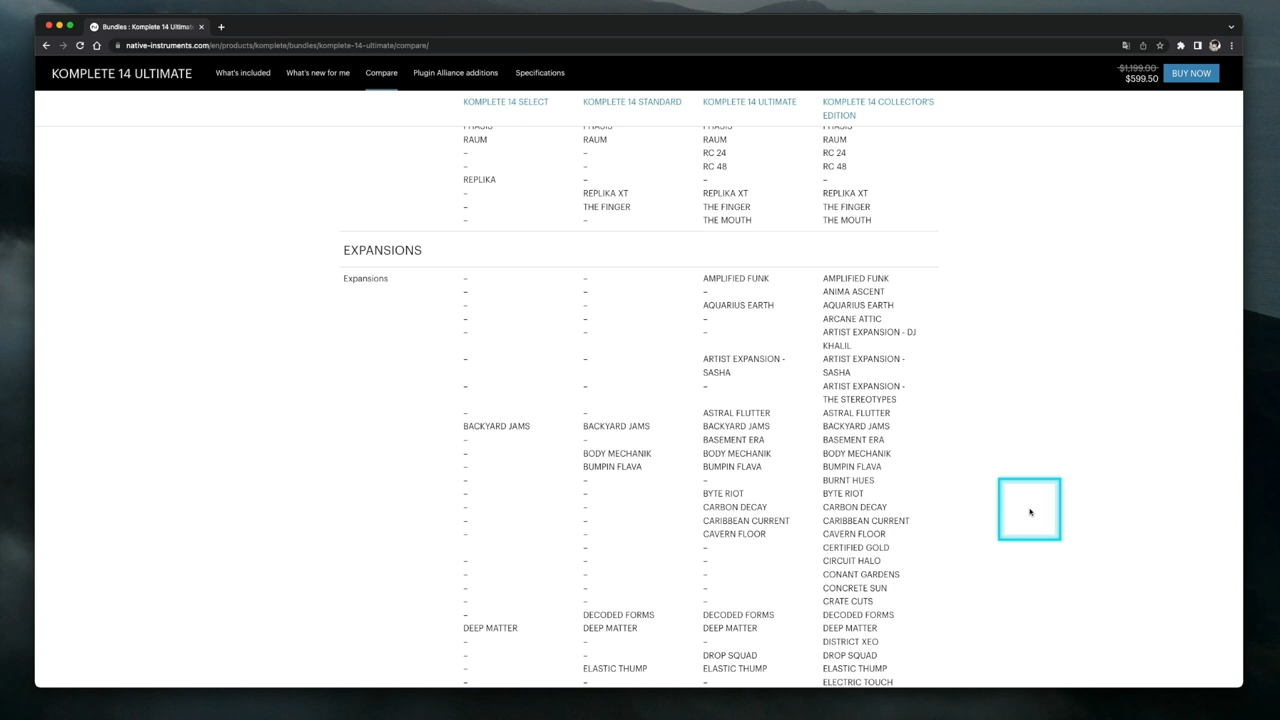 Bundles : Komplete 14 Ultimat
native-instruments.com/en/products/komplete/bundles/komplete-14-ultimate/compare/
KOMPLETE 14 ULTIMATE What's included What's new for me Compare Plugin Alliance additions Specifications $1,199.00 $599.50 BUY NOW
KOMPLETE 14 SELECT KOMPLETE 14 STANDARD KOMPLETE 14 ULTIMATE KOMPLETE 14 COLLECTOR'S EDITION
PHASIS PHASIS PHASIS PHASIS
RAUM RAUM RAUM RAUM
– – RC 24 RC 24
– – RC 48 RC 48
REPLIKA – – –
– REPLIKA XT REPLIKA XT REPLIKA XT
– THE FINGER THE FINGER THE FINGER
– – THE MOUTH THE MOUTH
EXPANSIONS
Expansions – – AMPLIFIED FUNK AMPLIFIED FUNK
– – – ANIMA ASCENT
– – AQUARIUS EARTH AQUARIUS EARTH
– – – ARCANE ATTIC
– – – ARTIST EXPANSION - DJ KHALIL
– – ARTIST EXPANSION - SASHA ARTIST EXPANSION - SASHA
– – – ARTIST EXPANSION - THE STEREOTYPES
– – ASTRAL FLUTTER ASTRAL FLUTTER
BACKYARD JAMS BACKYARD JAMS BACKYARD JAMS BACKYARD JAMS
– – BASEMENT ERA BASEMENT ERA
– BODY MECHANIK BODY MECHANIK BODY MECHANIK
– BUMPIN FLAVA BUMPIN FLAVA BUMPIN FLAVA
– – – BURNT HUES
– – BYTE RIOT BYTE RIOT
– – CARBON DECAY CARBON DECAY
– – CARIBBEAN CURRENT CARIBBEAN CURRENT
– – CAVERN FLOOR CAVERN FLOOR
– – CERTIFIED GOLD
– – – CIRCUIT HALO
– – – CONANT GARDENS
– – – CONCRETE SUN
– – – CRATE CUTS
– DECODED FORMS DECODED FORMS DECODED FORMS
DEEP MATTER DEEP MATTER DEEP MATTER DEEP MATTER
– – – DISTRICT XEO
– – DROP SQUAD DROP SQUAD
– ELASTIC THUMP ELASTIC THUMP ELASTIC THUMP
– – – ELECTRIC TOUCH